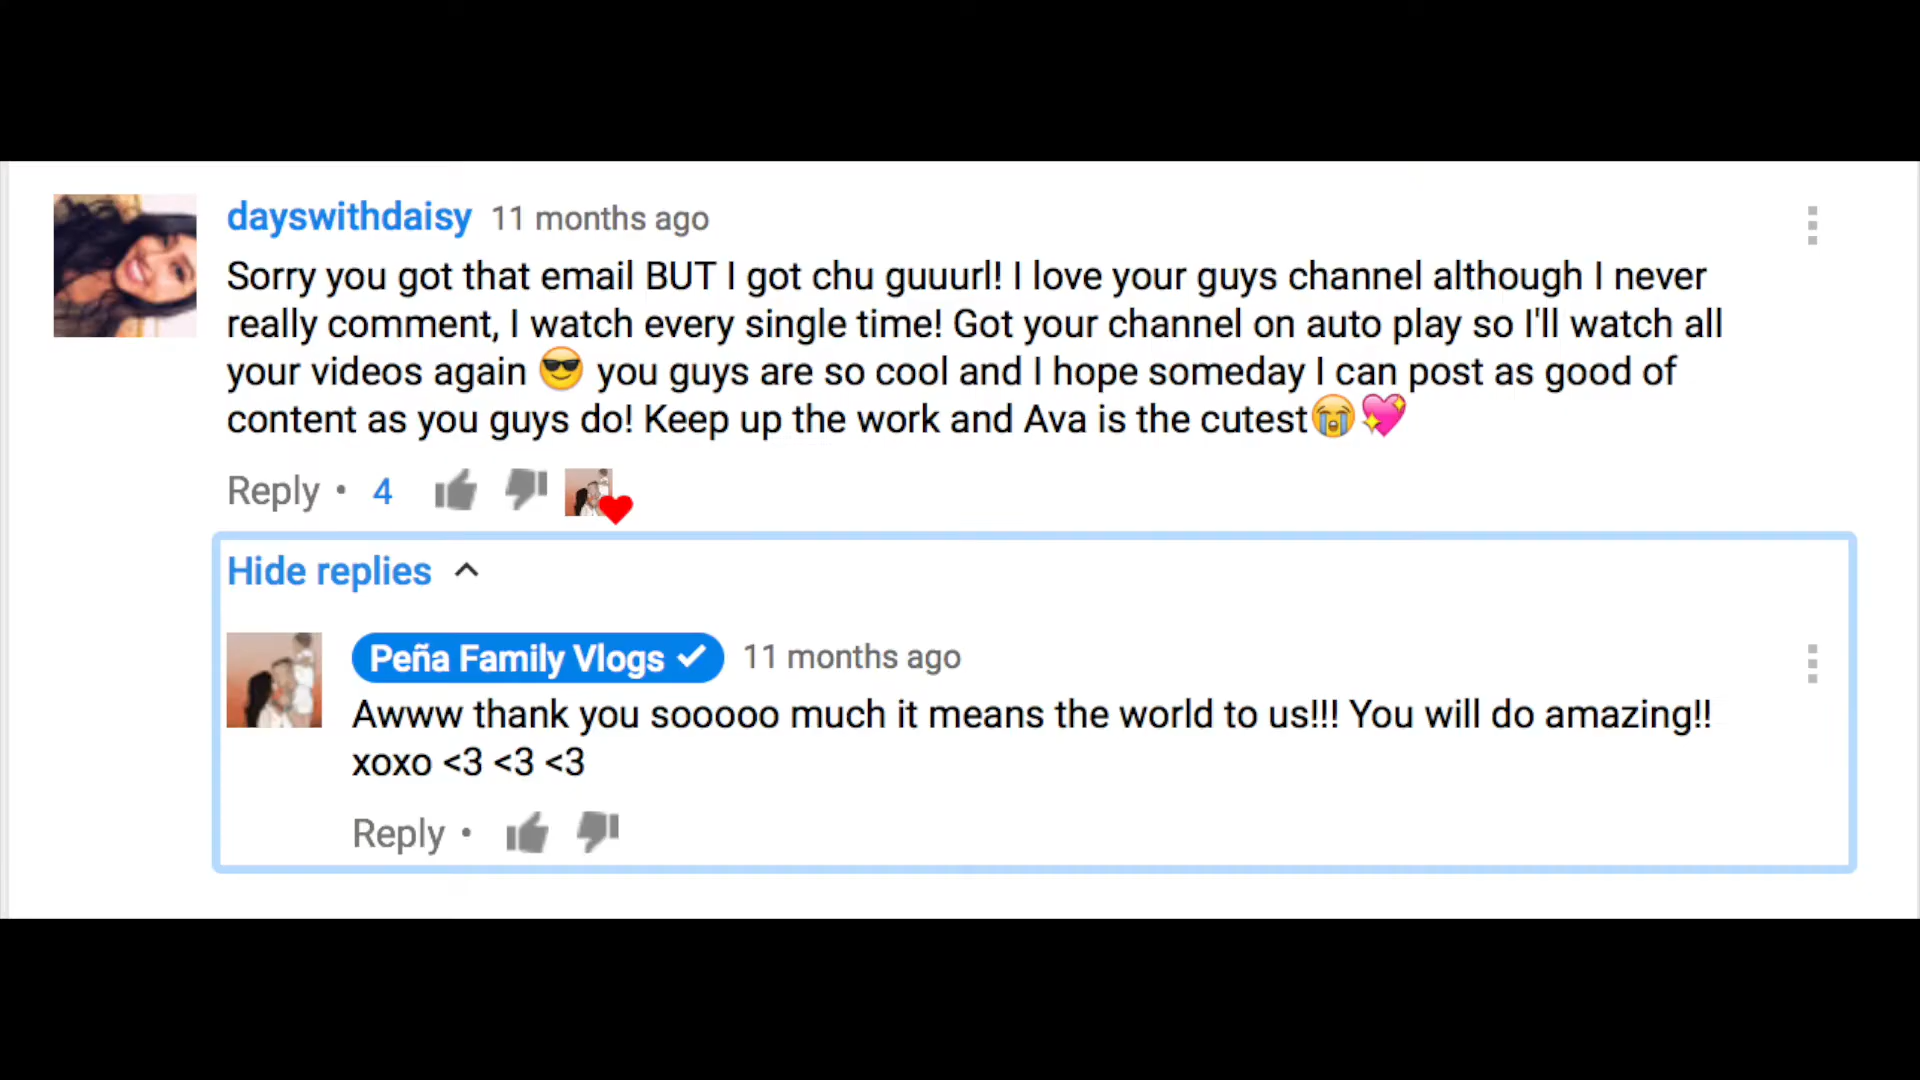 dayswithdaisy 11 months ago
Sorry you got that email BUT I got chu guuurl! I love your guys channel although I never
really comment, I watch every single time! Got your channel on auto play so I'll watch all
your videos again 😎 you guys are so cool and I hope someday I can post as good of
content as you guys do! Keep up the work and Ava is the cutest😭💖
Reply • 4
Hide replies
Peña Family Vlogs 11 months ago
Awww thank you sooooo much it means the world to us!!! You will do amazing!!
xoxo <3 <3 <3
Reply •